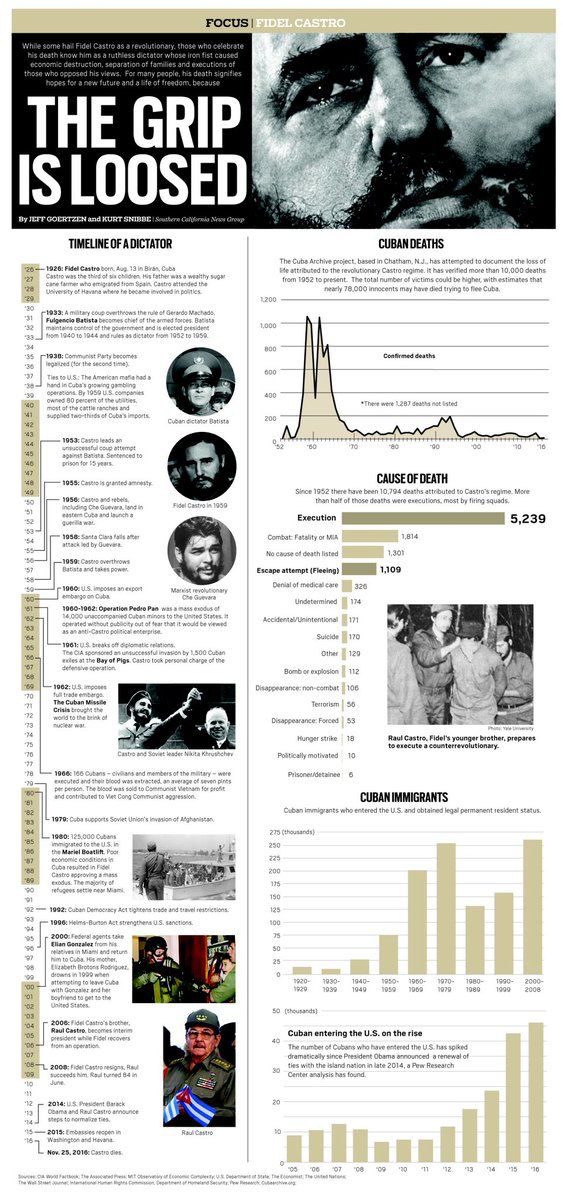 FOCUS | FIDEL CASTRO
While some hail Fidel Castro as a revolutionary, those who celebrate
his death know him as a ruthless dictator whose iron fist caused
economic destruction, separation of families and executions of
those who opposed his views. For many people, his death signifies
hopes for a new future and a life of freedom, because
THE GRIP
IS LOOSED
By JEFF GOERTZEN and KURT SNIBBE | Southern California News Group
TIMELINE OF A DICTATOR
'26
'27
'28
'29
'30
'31
'32
'33
'34
'35
'36
'37
'38
'39
'40
'41
'42
'43
'44
'45
'46
'47
'48
'49
'50
'51
'52
'53
'54
'55
'56
'57
'58
'59
'60
'61
'62
'63
'64
'65
'66
'67
'68
'69
'70
'71
'72
'73
'74
'75
'76
'77
'78
'79
'80
'81
'82
'83
'84
'85
'86
'87
'88
'89
'90
'91
'92
'93
'94
'95
'96
'97
'98
'99
'00
'01
'02
'03
'04
'05
'06
'07
'08
'09
'10
'11
'12
'13
'14
'15
'16
1926: Fidel Castro born, Aug. 13 in Birán, Cuba
Castro was the third of six children. His father was a wealthy sugar
cane farmer who emigrated from Spain. Castro attended the
University of Havana where he became involved in politics.
1933: A military coup overthrows the rule of Gerardo Machado.
Fulgencio Batista becomes chief of the armed forces. Batista
maintains control of the government and is elected president
from 1940 to 1944 and rules as dictator from 1952 to 1959.
1938: Communist Party becomes
legalized (for the second time).
Ties to U.S.: The American mafia had a
hand in Cuba's growing gambling
operations. By 1959 U.S. companies
owned 80 percent of the utilities,
most of the cattle ranches and
supplied two-thirds of Cuba's imports.
Cuban dictator Batista
1953: Castro leads an
unsuccessful coup attempt
against Batista. Sentenced to
prison for 15 years.
1955: Castro is granted amnesty.
Fidel Castro in 1959
1956: Castro and rebels,
including Che Guevara, land in
eastern Cuba and launch a
guerilla war.
1958: Santa Clara falls after
attack led by Guevara.
1959: Castro overthrows
Batista and takes power.
1960: U.S. imposes an export
embargo on Cuba.
Marxist revolutionary
Che Guevara
1960-1962: Operation Pedro Pan was a mass exodus of
14,000 unaccompanied Cuban minors to the United States. It
operated without publicity out of fear that it would be viewed
as an anti-Castro political enterprise.
1961: U.S. breaks off diplomatic relations.
The CIA sponsored an unsuccessful invasion by 1,500 Cuban
exiles at the Bay of Pigs. Castro took personal charge of the
defensive operation.
1962: U.S. imposes
full trade embargo.
The Cuban Missile
Crisis brought the
world to the brink of
nuclear war.
Castro and Soviet leader Nikita Khrushchev
1966: 166 Cubans – civilians and members of the military – were
executed and their blood was extracted, an average of seven pints
per person. The blood was sold to Communist Vietnam for profit
and contributed to Viet Cong Communist aggression.
1979: Cuba supports Soviet Union's invasion of Afghanistan.
1980: 125,000 Cubans
immigrated to the U.S. in
the Mariel Boatlift. Poor
economic conditions in
Cuba resulted in Fidel
Castro approving a mass
exodus. The majority of
refugees settle near Miami.
1992: Cuban Democracy Act tightens trade and travel restrictions.
1996: Helms-Burton Act strengthens U.S. sanctions.
2000: Federal agents take
Elian Gonzalez from his
relatives in Miami and return
him to Cuba. His mother,
Elizabeth Brotons Rodriguez,
drowns in 1999 when
attempting to leave Cuba
with Gonzalez and her
boyfriend to get to the
United States.
2006: Fidel Castro's brother,
Raul Castro, becomes interim
president while Fidel recovers
from an operation.
2008: Fidel Castro resigns, Raul
succeeds him. Raul turned 84 in
June.
2014: U.S. President Barack
Obama and Raul Castro announce
steps to normalize ties.
2015: Embassies reopen in
Washington and Havana.
Nov. 25, 2016: Castro dies.
Raul Castro
CUBAN DEATHS
The Cuba Archive project, based in Chatham, N.J., has attempted to document the loss of
life attributed to the revolutionary Castro regime. It has verified more than 10,000 deaths
from 1952 to present. The total number of victims could be higher, with estimates that
nearly 78,000 innocents may have died trying to flee Cuba.
1,200
1,000
800
600
400
200
0
Confirmed deaths
*There were 1,287 deaths not listed
'52
'60
'70
'80
'90
'00
'10
'16
CAUSE OF DEATH
Since 1952 there have been 10,794 deaths attributed to Castro's regime. More
than half of those deaths were executions, most by firing squads.
Execution 5,239
Combat: Fatality or MIA 1,814
No cause of death listed 1,301
Escape attempt (Fleeing) 1,109
Denial of medical care 326
Undetermined 174
Accidental/Unintentional 171
Suicide 170
Other 129
Bomb or explosion 112
Disappearance: non-combat 106
Terrorism 56
Disappearance: Forced 53
Hunger strike 18
Politically motivated 10
Prisoner/detainee 6
Photo: Yale University
Raul Castro, Fidel's younger brother, prepares
to execute a counterrevolutionary.
CUBAN IMMIGRANTS
Cuban immigrants who entered the U.S. and obtained legal permanent resident status.
275 (thousands)
250
225
200
175
150
125
100
75
50
25
0
1920-1929
1930-1939
1940-1949
1950-1959
1960-1969
1970-1979
1980-1989
1990-1999
2000-2008
50 (thousands)
40
30
20
10
0
Cuban entering the U.S. on the rise
The number of Cubans who have entered the U.S. has spiked
dramatically since President Obama announced a renewal of
ties with the island nation in late 2014, a Pew Research
Center analysis has found.
'05
'06
'07
'08
'09
'10
'11
'12
'13
'14
'15
'16
Sources: CIA World Factbook; The Associated Press; MIT Observatory of Economic Complexity; U.S. Department of State; The Economist; The United Nations;
The Wall Street Journal; International Human Rights Commission, Department of Homeland Security; Pew Research; Cubaarchive.org;